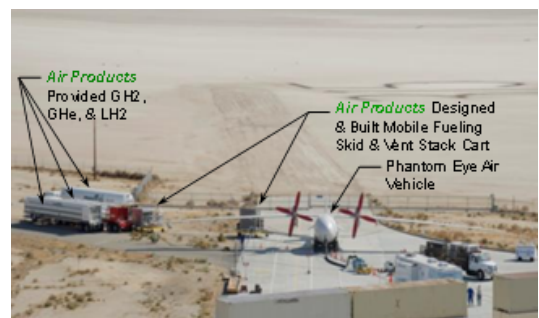 Air Products
Provided GH2,
GHe, & LH2
Air Products Designed
& Built Mobile Fueling
Skid & Vent Stack Cart
Phantom Eye Air
Vehicle